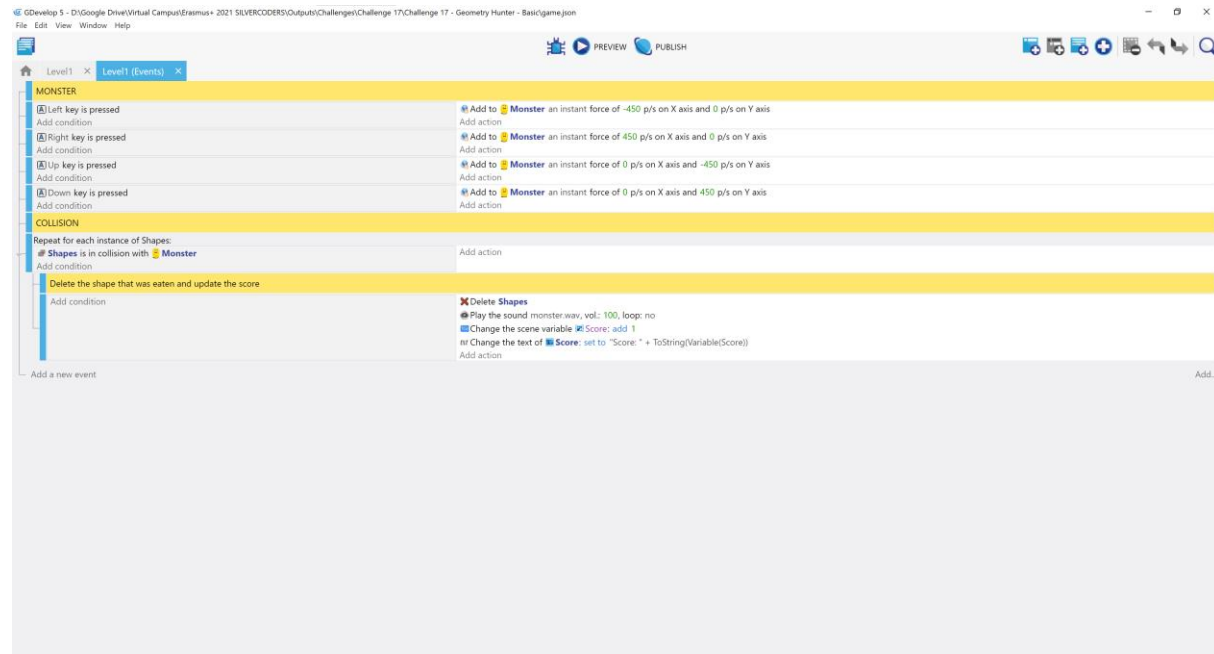 GDevelop 5 - D:\Google Drive\Virtual Campus\Erasmus+ 2021 SILVERCODERS\Outputs\Challenges\Challenge 17\Challenge 17 - Geometry Hunter - Basic\game.json
File Edit View Window Help
PREVIEW PUBLISH
Level1 Level1 (Events)
MONSTER
Left key is pressed
Add condition
Add to Monster an instant force of -450 p/s on X axis and 0 p/s on Y axis
Add action
Right key is pressed
Add condition
Add to Monster an instant force of 450 p/s on X axis and 0 p/s on Y axis
Add action
Up key is pressed
Add condition
Add to Monster an instant force of 0 p/s on X axis and -450 p/s on Y axis
Add action
Down key is pressed
Add condition
Add to Monster an instant force of 0 p/s on X axis and 450 p/s on Y axis
Add action
COLLISION
Repeat for each instance of Shapes:
Shapes is in collision with Monster
Add condition
Add action
Delete the shape that was eaten and update the score
Add condition
Delete Shapes
Play the sound monster.wav, vol.: 100, loop: no
Change the scene variable Score: add 1
Change the text of Score: set to "Score: " + ToString(Variable(Score))
Add action
Add a new event
Add.